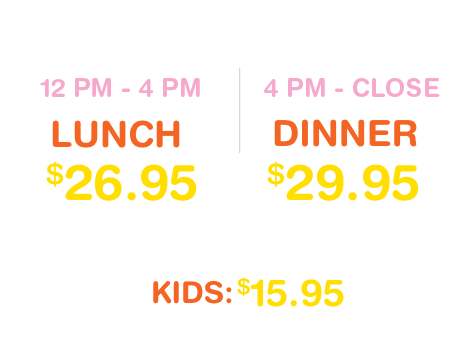 12 PM - 4 PM
LUNCH
$26.95
4 PM - CLOSE
DINNER
$29.95
KIDS: $15.95